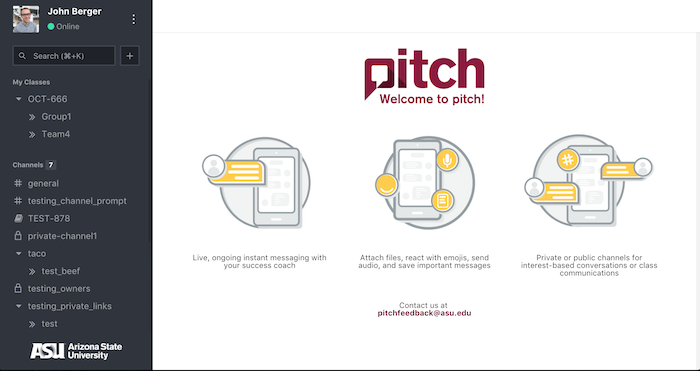 John Berger
Online
Search (⌘+K)
My Classes
OCT-666
Group1
Team4
Channels 7
# general
# testing_channel_prompt
TEST-878
private-channel1
taco
test_beef
testing_owners
testing_private_links
test
ASU Arizona State
University
pitch
Welcome to pitch!
Live, ongoing instant messaging with
your success coach
Attach files, react with emojis, send
audio, and save important messages
#
Private or public channels for
interest-based conversations or class
communications
Contact us at
pitchfeedback@asu.edu